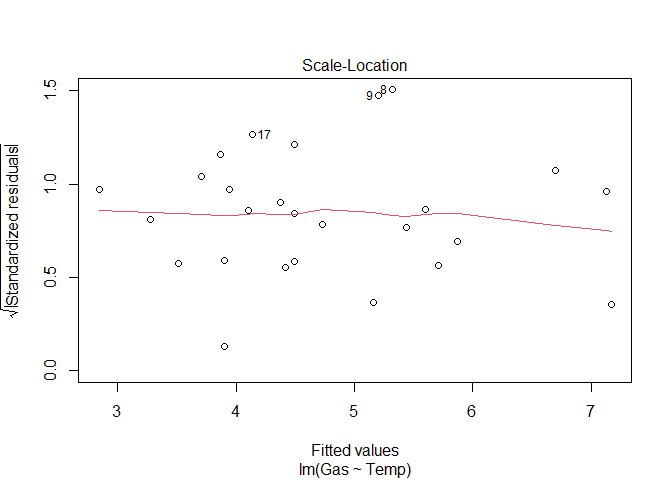 Scale-Location
√|Standardized residuals|
1.5
1.0
0.5
0.0
9
8
17
3 4 5 6 7
Fitted values
lm(Gas ~ Temp)